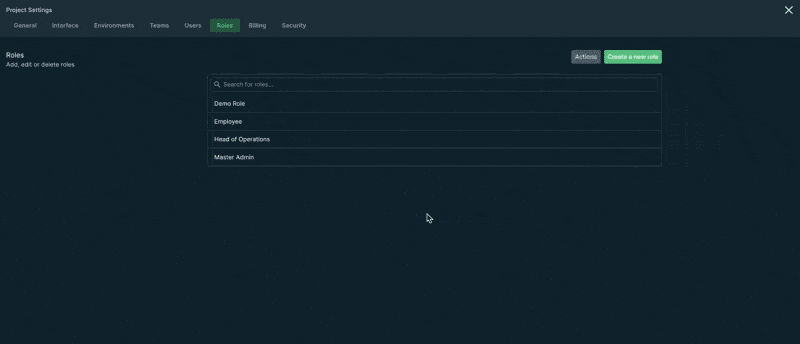 Project Settings
General Interface Environments Teams Users Roles Billing Security
Roles
Add, edit or delete roles
Actions Create a new role
Search for roles...
Demo Role
Employee
Head of Operations
Master Admin